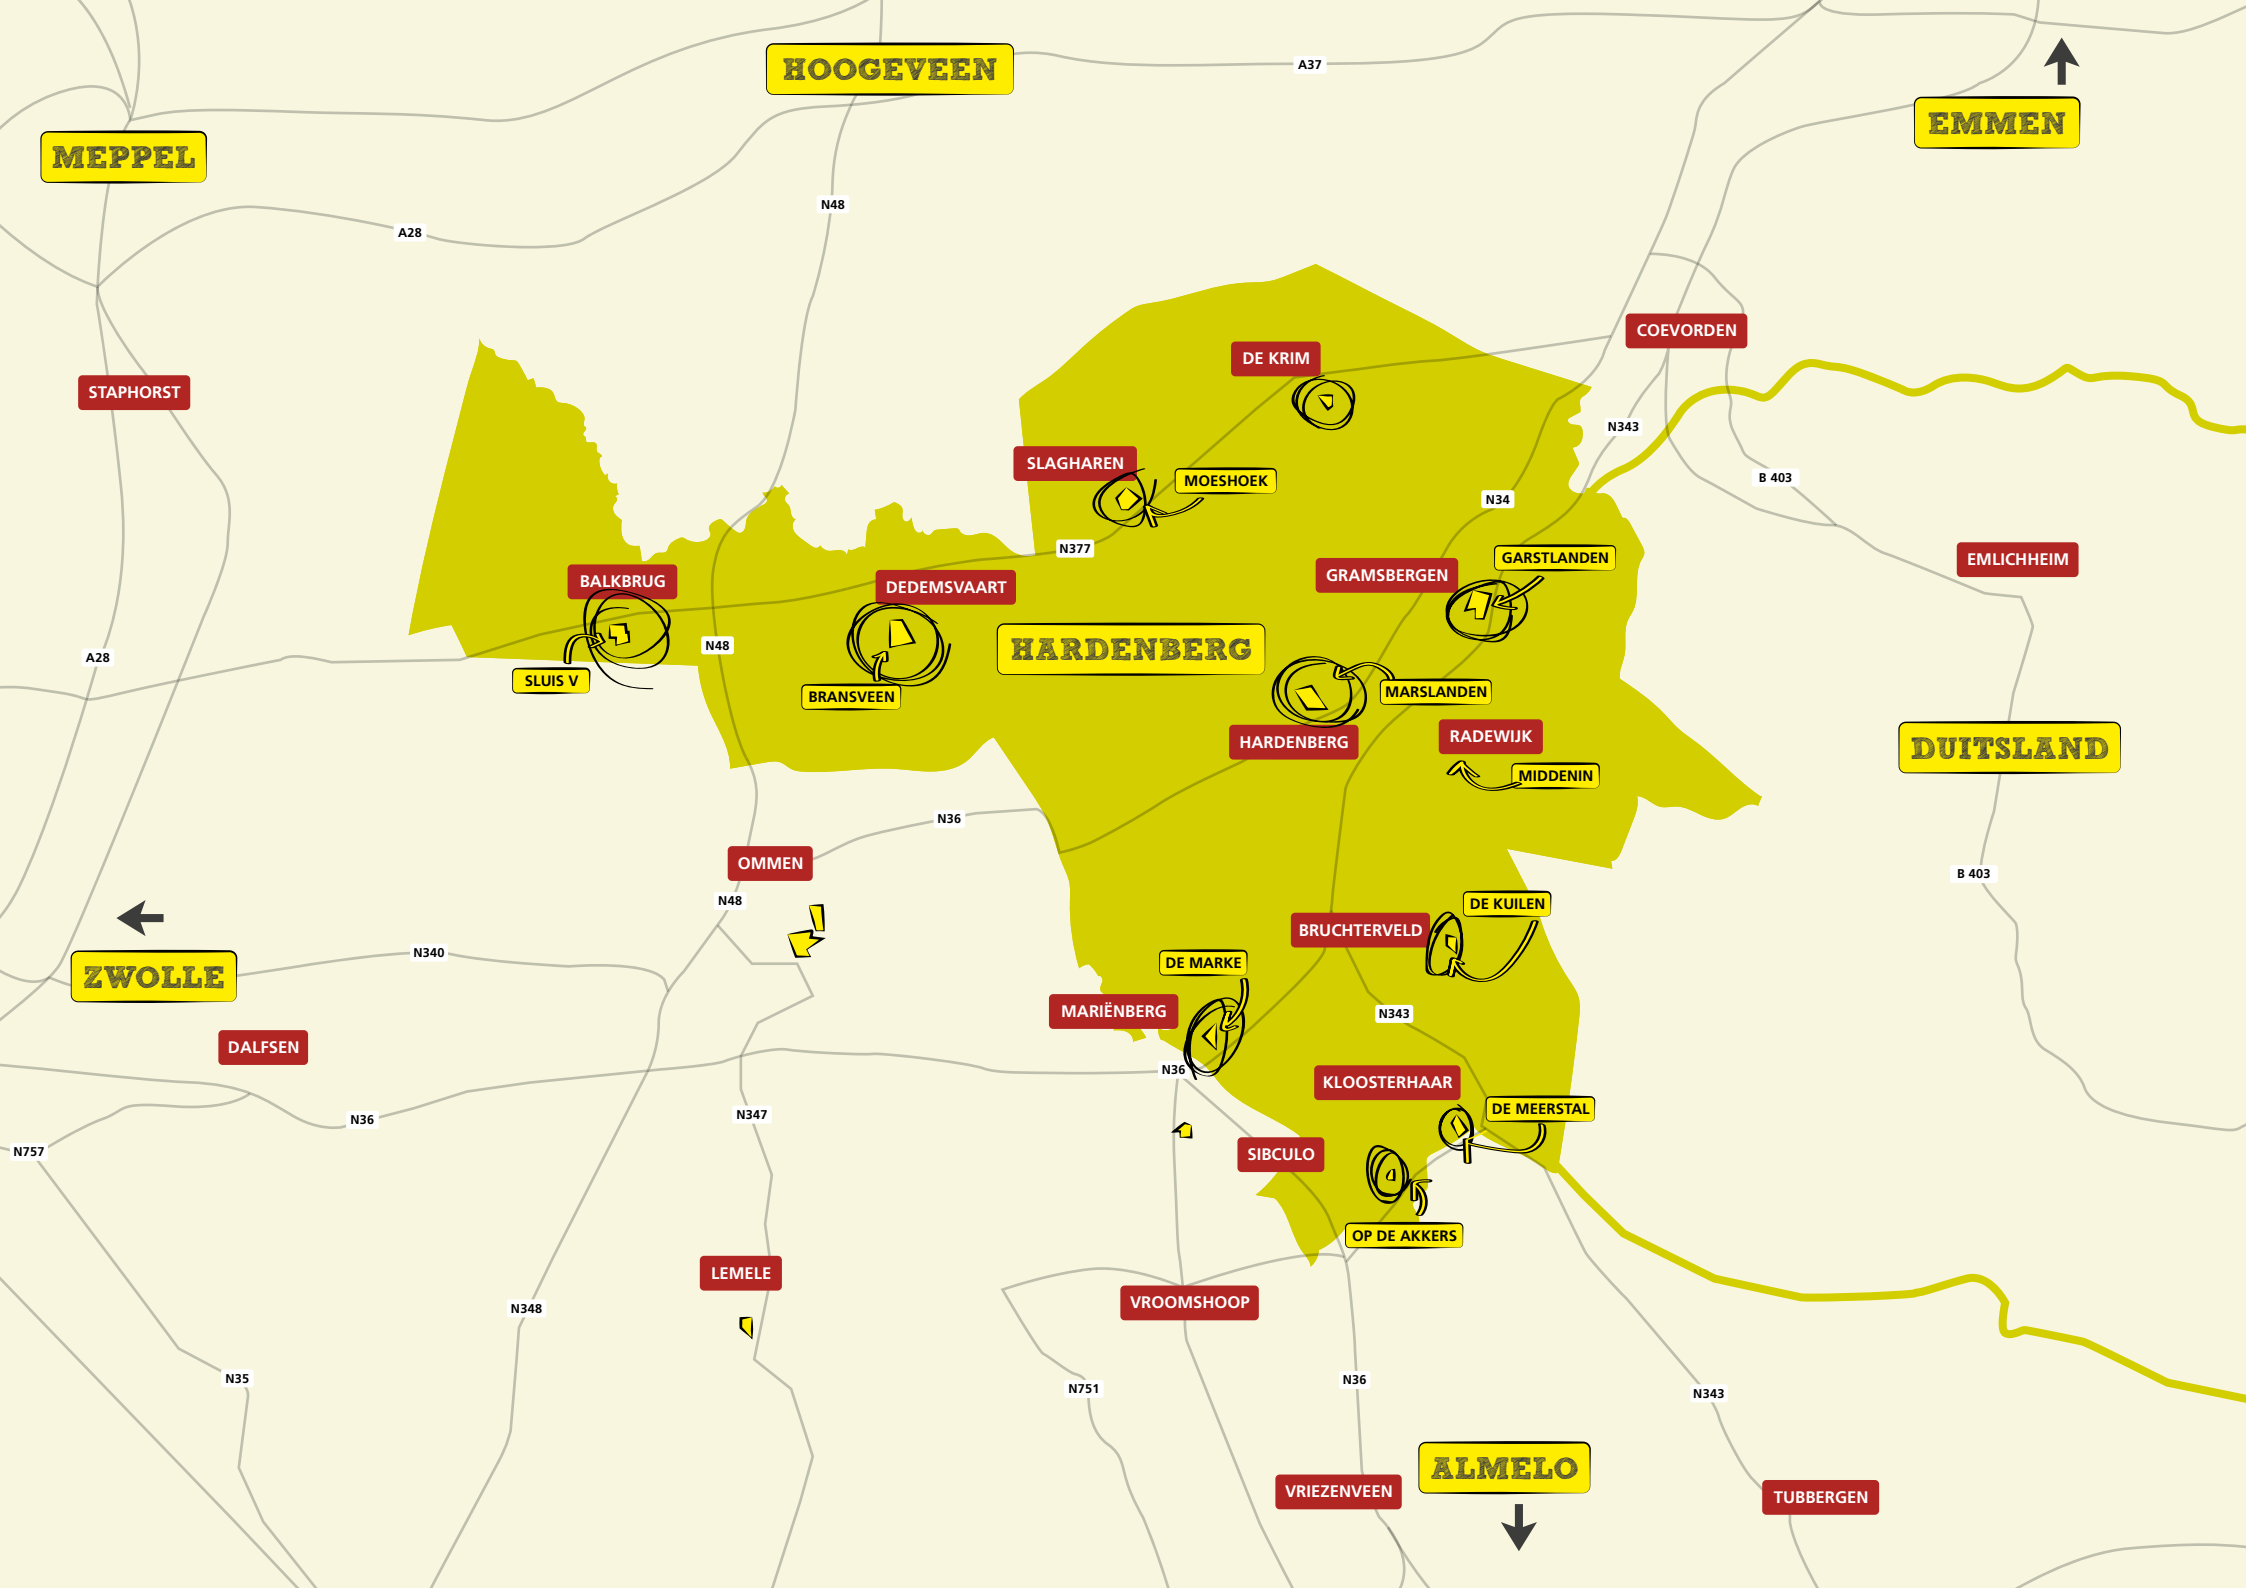 HOOGEVEEN
A37
EMMEN
MEPPEL
N48
A28
COEVORDEN
DE KRIM
STAPHORST
N343
SLAGHAREN
MOESHOEK
B 403
N34
N377
GARSTLANDEN
EMLICHHEIM
GRAMSBERGEN
BALKBRUG
DEDEMSVAART
N48
HARDENBERG
A28
SLUIS V
BRANSVEEN
MARSLANDEN
HARDENBERG
RADEWIJK
DUITSLAND
MIDDENIN
N36
OMMEN
B 403
N48
DE KUILEN
BRUCHTERVELD
N340
DE MARKE
ZWOLLE
MARIËNBERG
N343
DALFSEN
N36
KLOOSTERHAAR
DE MEERSTAL
N347
N36
N757
SIBCULO
OP DE AKKERS
LEMELE
VROOMSHOOP
N348
N35
N36
N751
N343
ALMELO
VRIEZENVEEN
TUBBERGEN